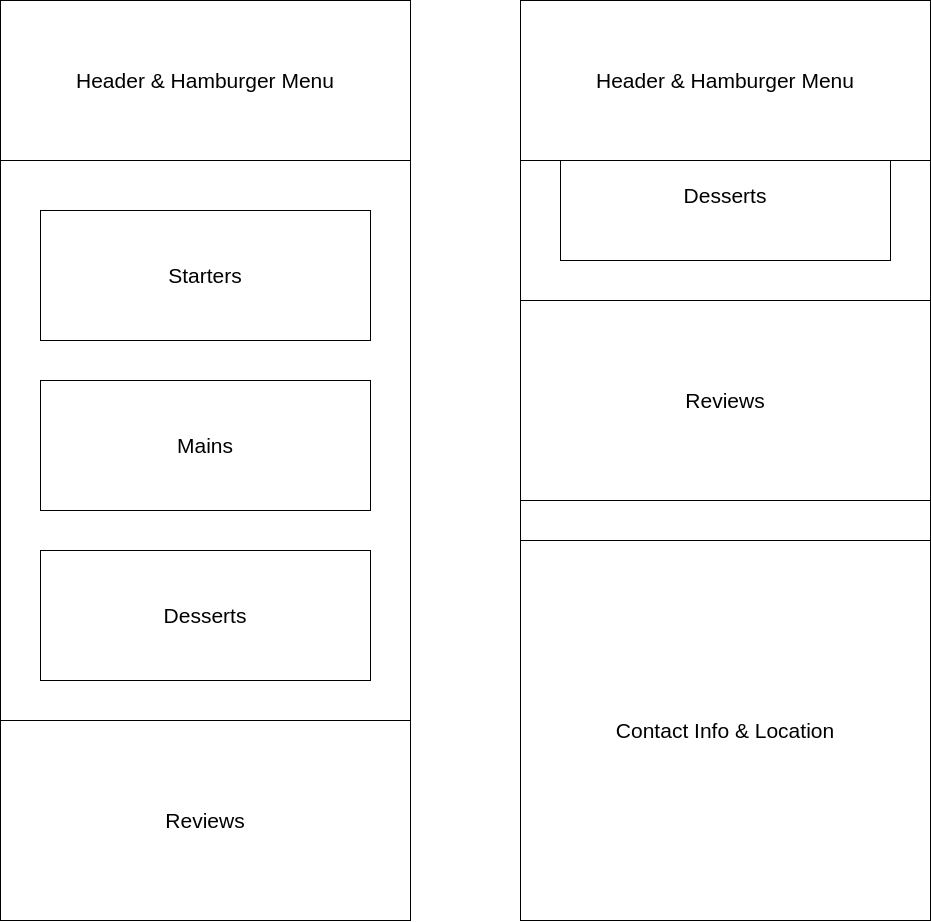 Header & Hamburger Menu
Starters
Mains
Desserts
Reviews
Header & Hamburger Menu
Desserts
Reviews
Contact Info & Location